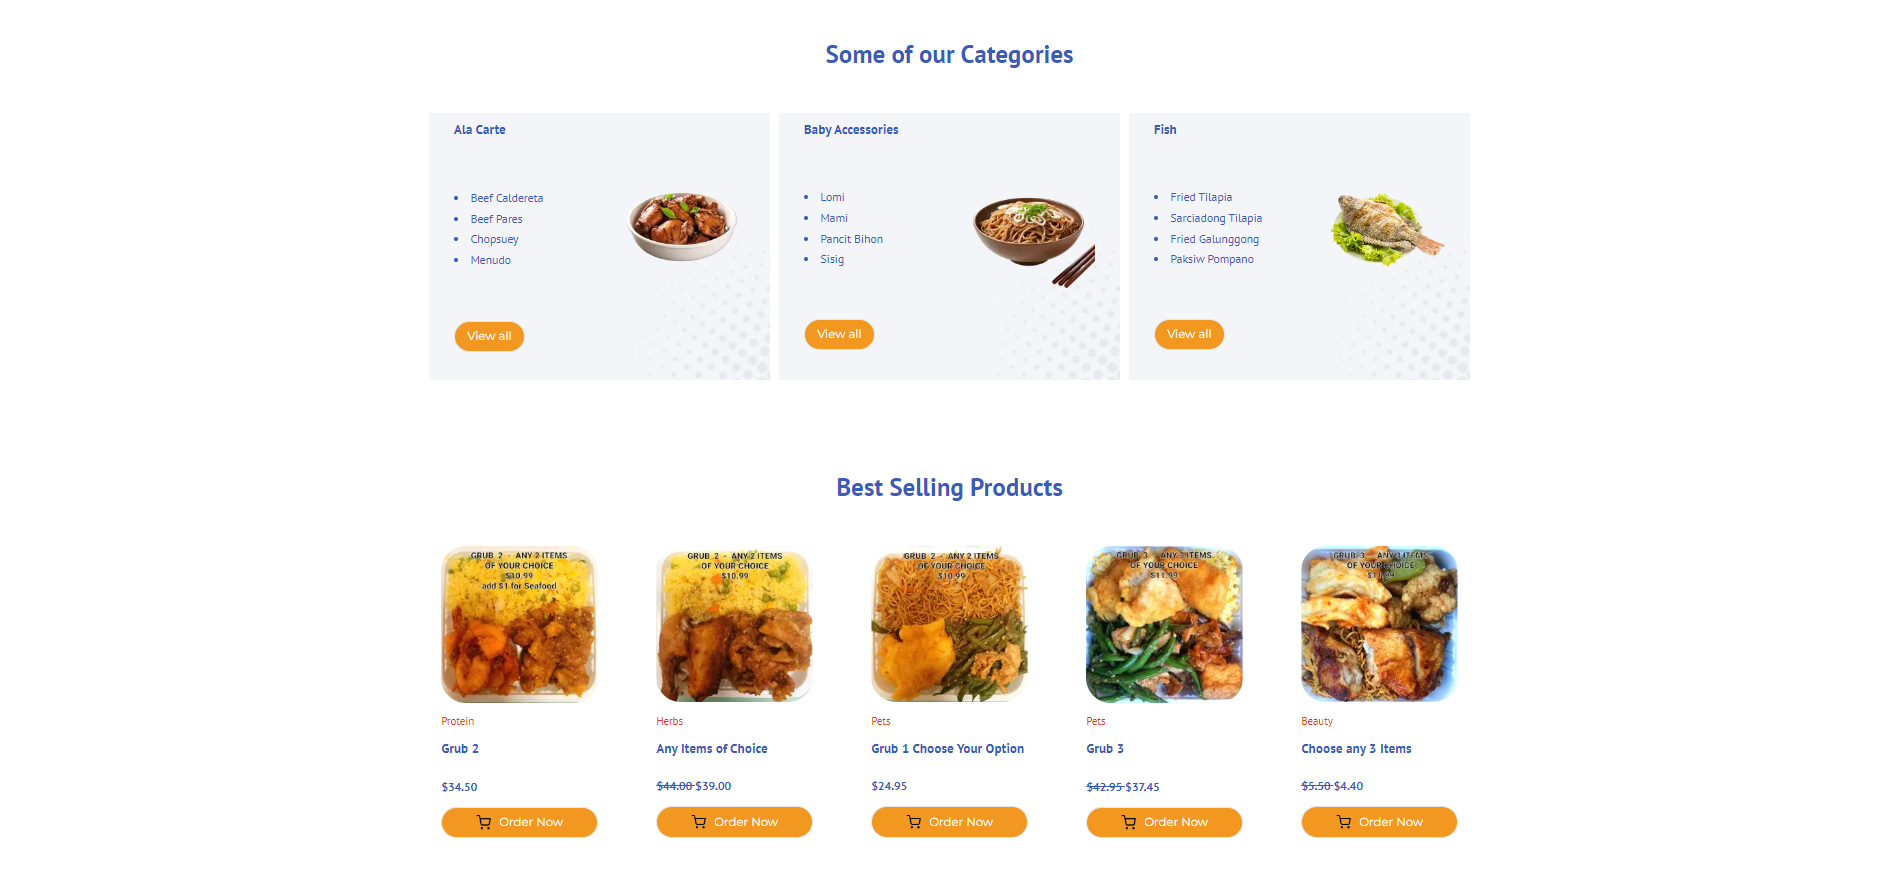 Some of our Categories
Ala Carte
Beef Caldereta
Beef Pares
Chopsuey
Menudo
View all
Baby Accessories
Lomi
Mami
Pancit Bihon
Sisig
View all
Fish
Fried Tilapia
Sarciadong Tilapia
Fried Galunggong
Paksiw Pompano
View all
Best Selling Products
GRUB 2 - ANY 2 ITEMS
OF YOUR CHOICE
$10.99
add $1 for Seafood
Protein
Grub 2
$34.50
Order Now
GRUB 2 - ANY 2 ITEMS
OF YOUR CHOICE
$10.99
Herbs
Any Items of Choice
$44.00 $39.00
Order Now
GRUB 2 - ANY 2 ITEMS
OF YOUR CHOICE
$10.99
Pets
Grub 1 Choose Your Option
$24.95
Order Now
GRUB 3 - ANY 3 ITEMS
OF YOUR CHOICE
$11.99
Pets
Grub 3
$42.95 $37.45
Order Now
GRUB 3 - ANY 3 ITEMS
OF YOUR CHOICE
$11.99
Beauty
Choose any 3 Items
$5.50 $4.40
Order Now